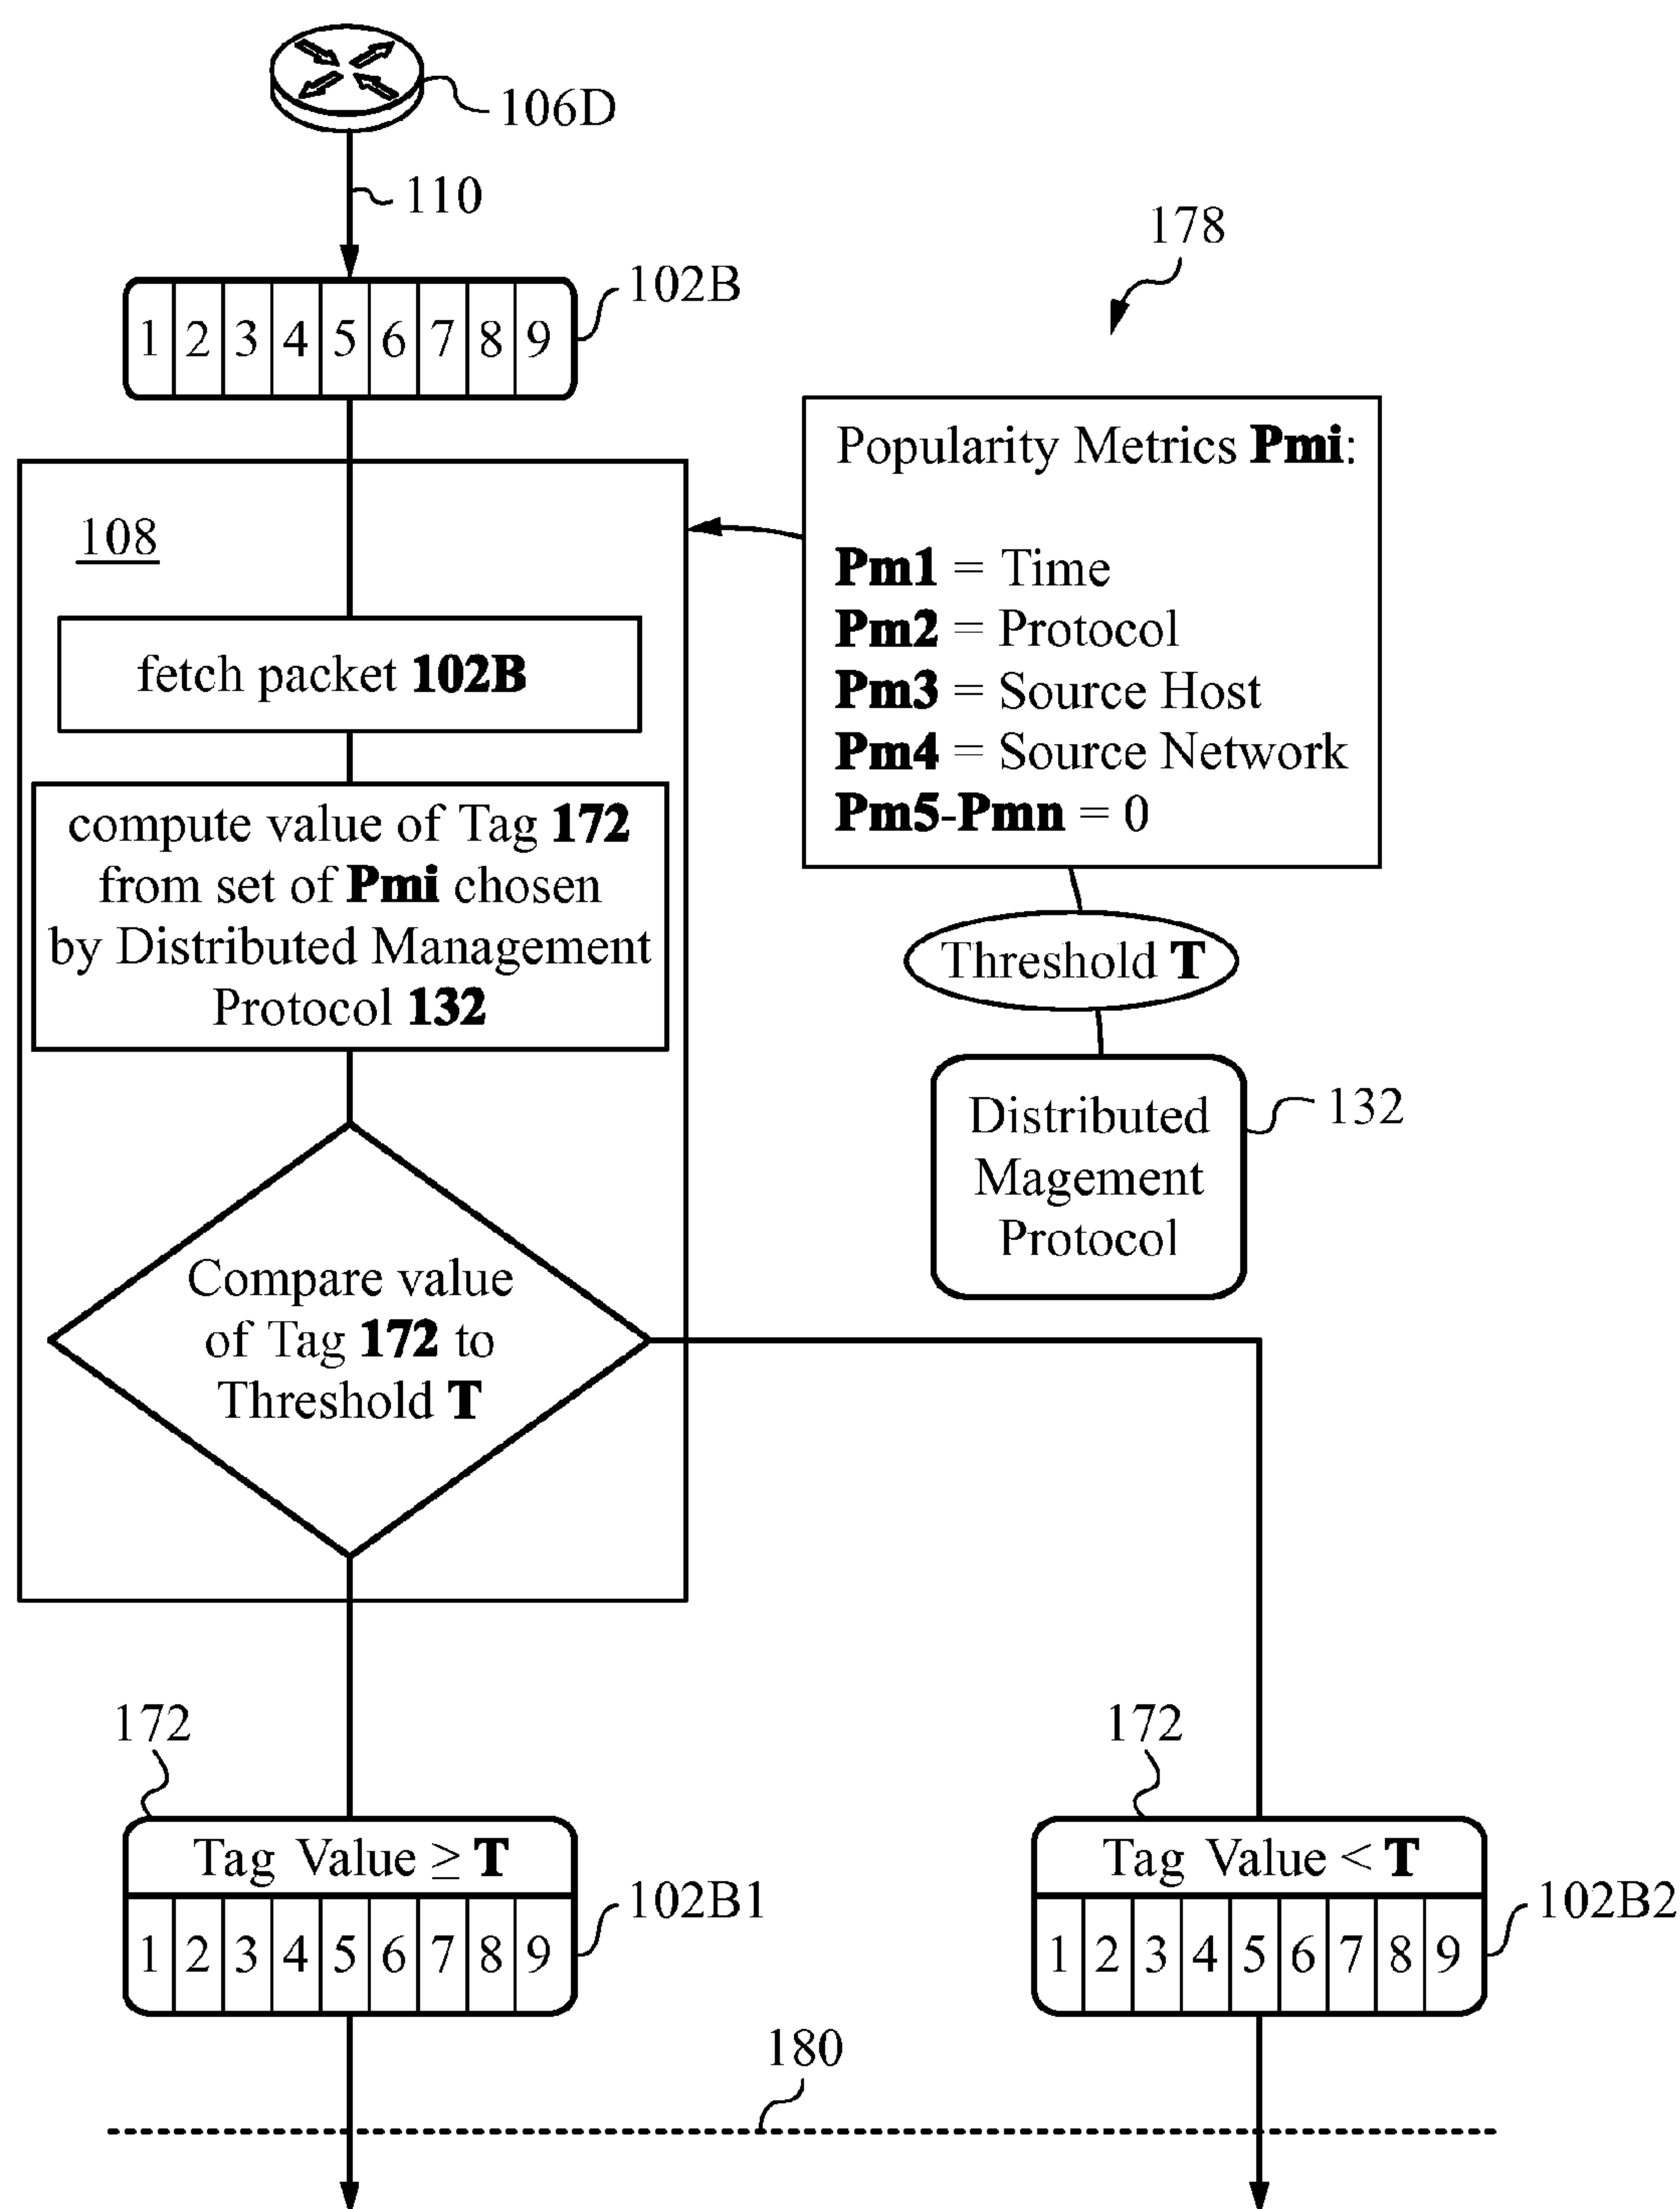 106D
110
178
102B
1 2 3 4 5 6 7 8 9
Popularity Metrics Pmi:
Pm1 = Time
Pm2 = Protocol
Pm3 = Source Host
Pm4 = Source Network
Pm5-Pmn = 0
108
fetch packet 102B
compute value of Tag 172
from set of Pmi chosen
by Distributed Management
Protocol 132
Threshold T
Distributed
Magement
Protocol
132
Compare value
of Tag 172 to
Threshold T
172
Tag Value ≥ T
102B1
1 2 3 4 5 6 7 8 9
172
Tag Value < T
102B2
1 2 3 4 5 6 7 8 9
180